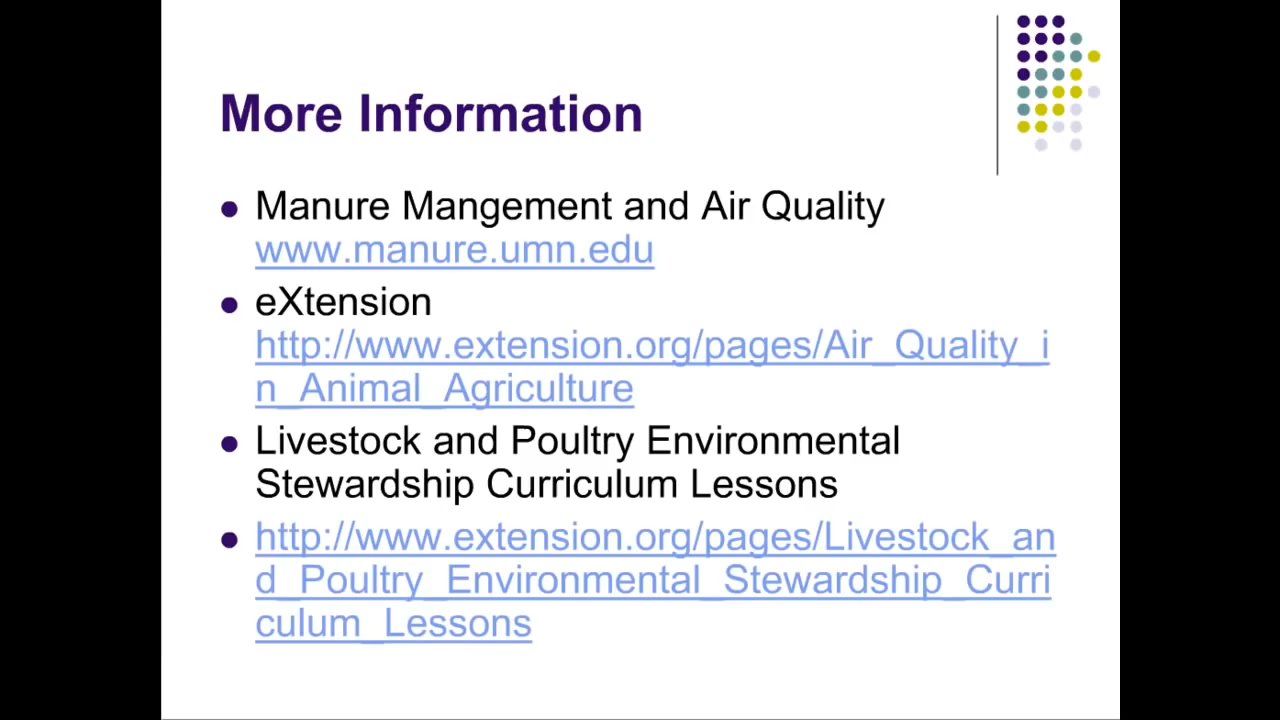 More Information
Manure Mangement and Air Quality
www.manure.umn.edu
eXtension
http://www.extension.org/pages/Air_Quality_i
n_Animal_Agriculture
Livestock and Poultry Environmental
Stewardship Curriculum Lessons
http://www.extension.org/pages/Livestock_an
d_Poultry_Environmental_Stewardship_Curri
culum_Lessons